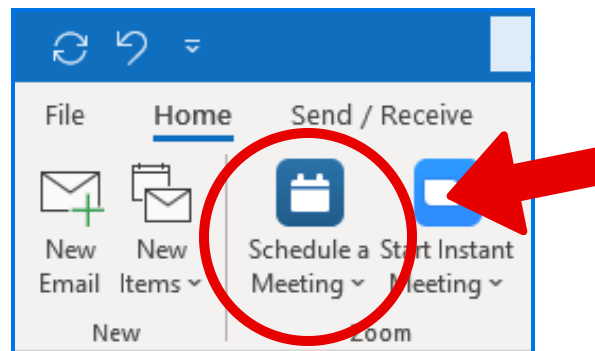 File Home Send / Receive
New New Schedule a Start Instant
Email Items Meeting Meeting
New Zoom